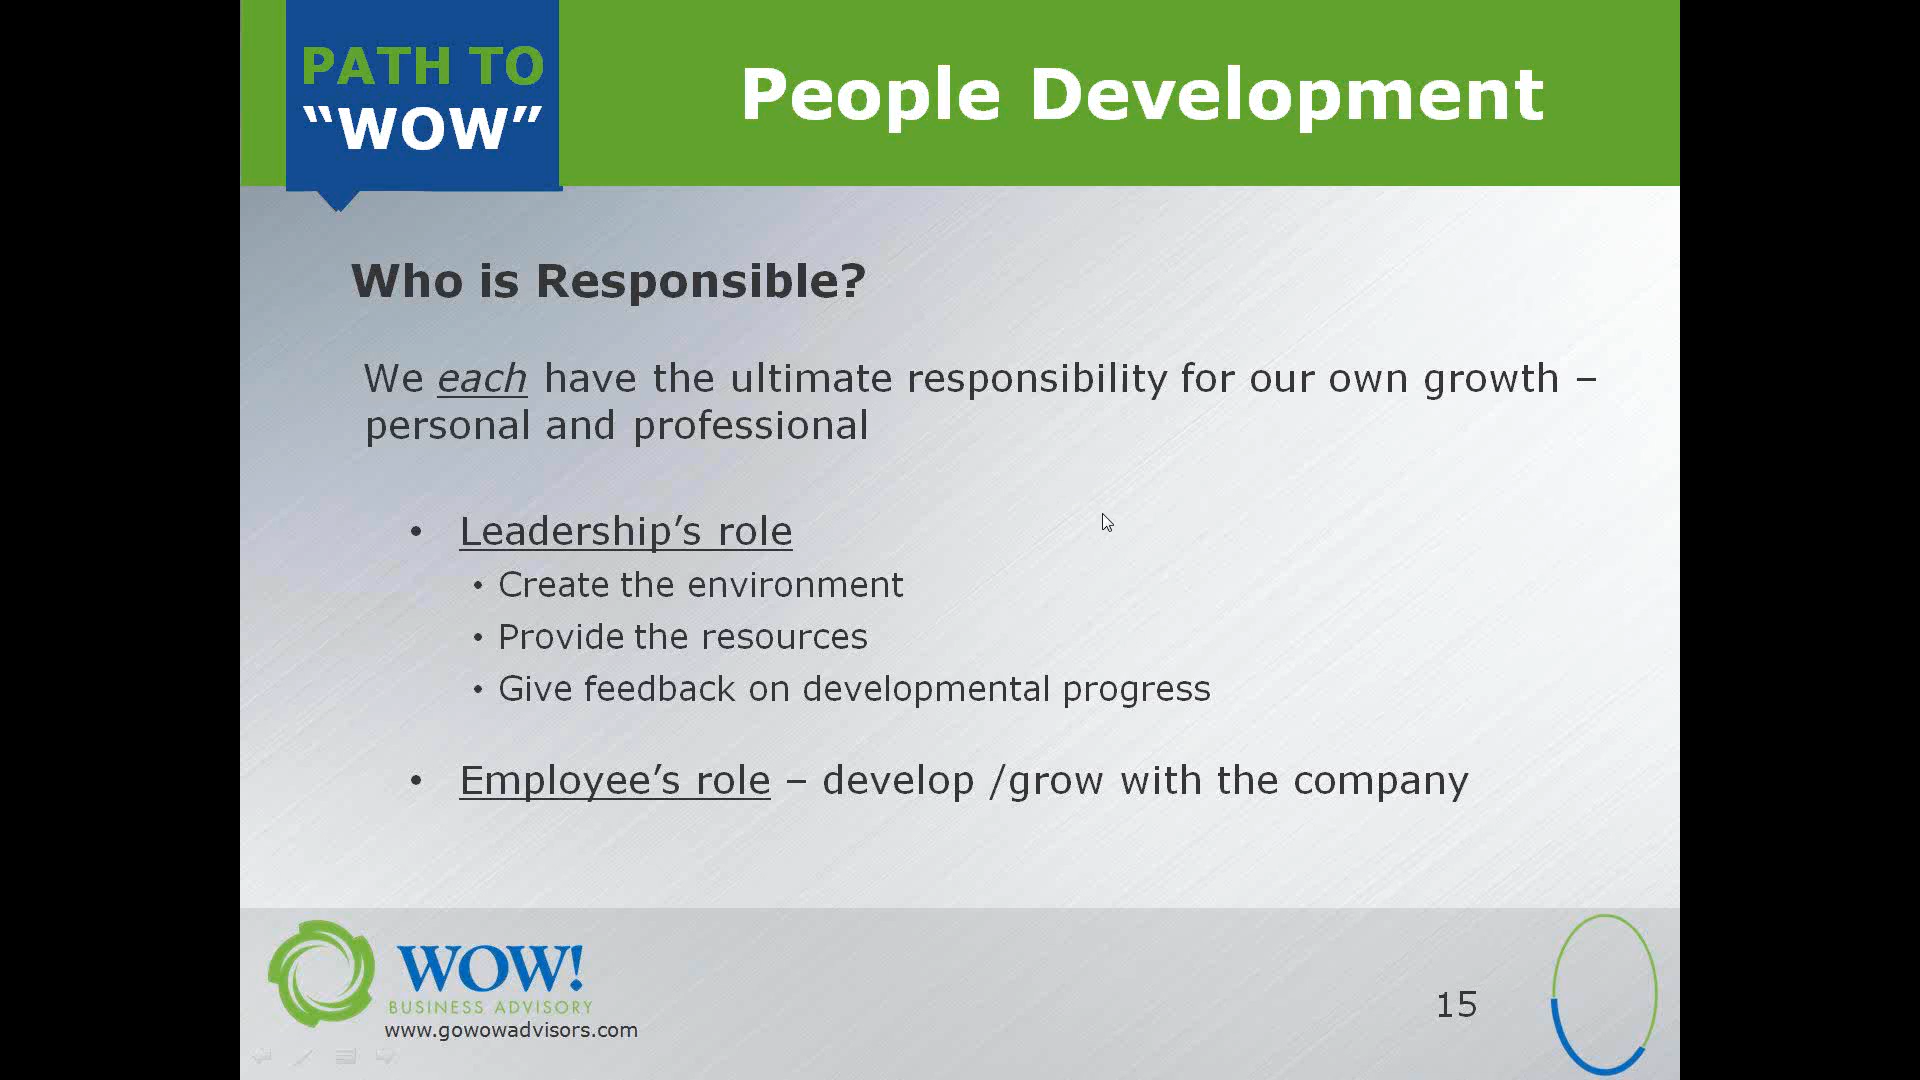 PATH TO
“WOW”
People Development
Who is Responsible?
We each have the ultimate responsibility for our own growth –
personal and professional
• Leadership’s role
• Create the environment
• Provide the resources
• Give feedback on developmental progress
• Employee’s role – develop /grow with the company
WOW!
BUSINESS ADVISORY
www.gowowadvisors.com
15